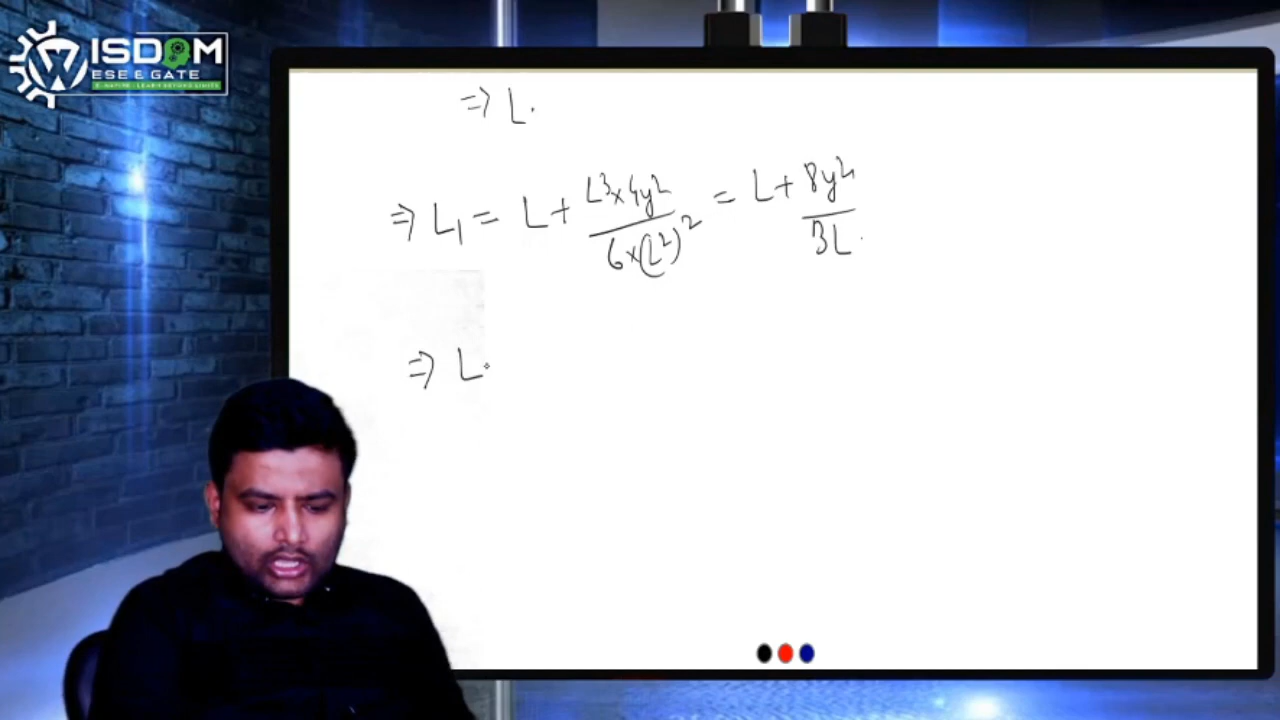 WISDOM
ESE & GATE
⇒ L.
⇒ L₁ = L + L³×4y² / 6×(L²)² = L + 8y² / 3L.
⇒ L.